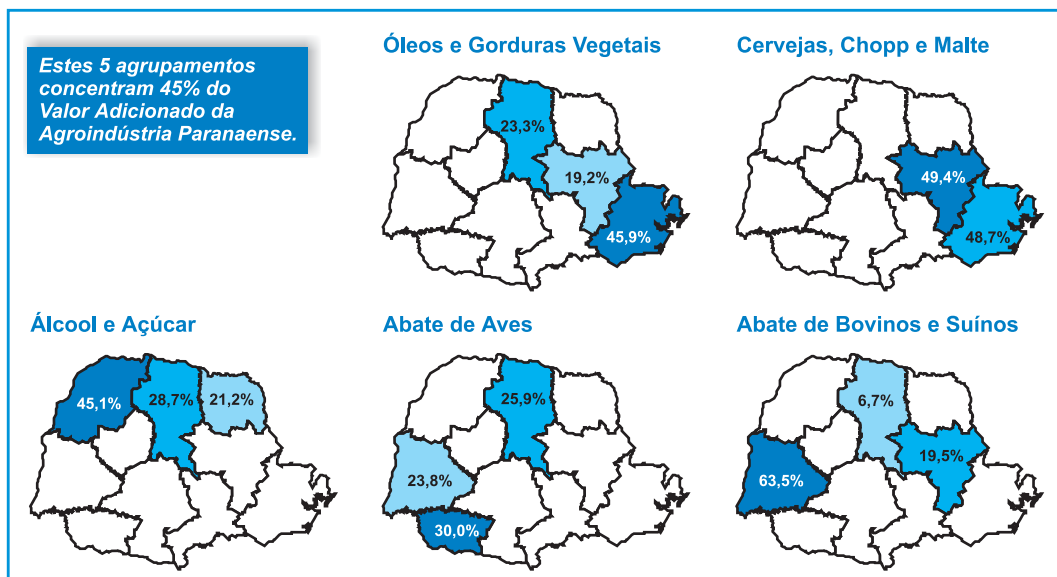 Estes 5 agrupamentos
concentram 45% do
Valor Adicionado da
Agroindústria Paranaense.
Óleos e Gorduras Vegetais
23,3%
19,2%
45,9%
Cervejas, Chopp e Malte
49,4%
48,7%
Álcool e Açúcar
45,1%
28,7%
21,2%
Abate de Aves
25,9%
23,8%
30,0%
Abate de Bovinos e Suínos
6,7%
19,5%
63,5%